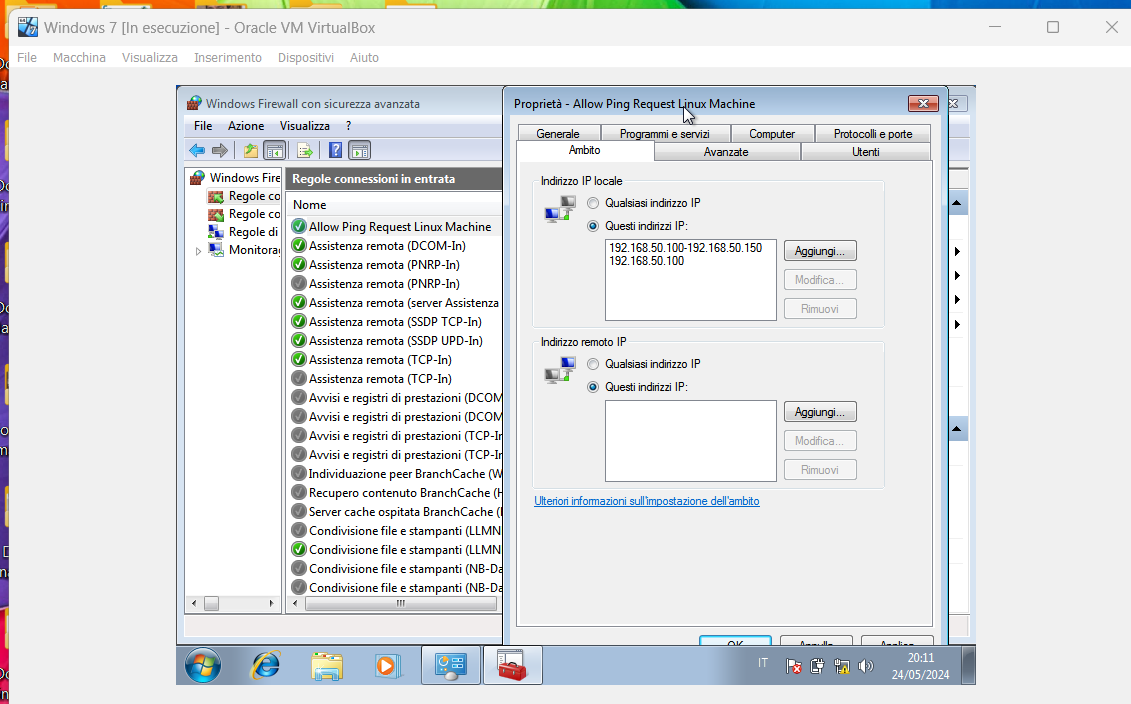 Windows 7 [In esecuzione] - Oracle VM VirtualBox
File Macchina Visualizza Inserimento Dispositivi Aiuto
Windows Firewall con sicurezza avanzata
File Azione Visualizza ?
Windows Fire
Regole co
Regole co
Regole di
Monitora
Regole connessioni in entrata
Nome
Allow Ping Request Linux Machine
Assistenza remota (DCOM-In)
Assistenza remota (PNRP-In)
Assistenza remota (PNRP-In)
Assistenza remota (server Assistenza
Assistenza remota (SSDP TCP-In)
Assistenza remota (SSDP UPD-In)
Assistenza remota (TCP-In)
Assistenza remota (TCP-In)
Avvisi e registri di prestazioni (DCOM
Avvisi e registri di prestazioni (DCOM
Avvisi e registri di prestazioni (TCP-In
Avvisi e registri di prestazioni (TCP-In
Individuazione peer BranchCache (W
Recupero contenuto BranchCache (H
Server cache ospitata BranchCache (
Condivisione file e stampanti (LLMN
Condivisione file e stampanti (LLMN
Condivisione file e stampanti (NB-Da
Condivisione file e stampanti (NB-Da
Proprietà - Allow Ping Request Linux Machine
Generale Programmi e servizi Computer Protocolli e porte
Ambito Avanzate Utenti
Indirizzo IP locale
Qualsiasi indirizzo IP
Questi indirizzi IP:
192.168.50.100-192.168.50.150
192.168.50.100
Aggiungi...
Modifica...
Rimuovi
Indirizzo remoto IP
Qualsiasi indirizzo IP
Questi indirizzi IP:
Aggiungi...
Modifica...
Rimuovi
Ulteriori informazioni sull'impostazione dell'ambito
OK Annulla Applica
IT
20:11
24/05/2024